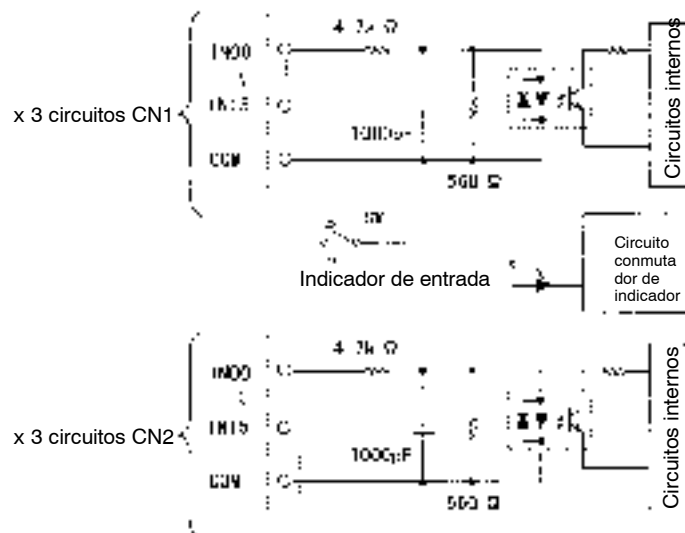 4.7k Ω
IN00
IN15
x 3 circuitos CN1
1000pF
COM
560 Ω
Circuitos internos
SW
Circuito
conmuta
dor de
indicador
Indicador de entrada
4.7k Ω
IN00
IN15
x 3 circuitos CN2
1000pF
COM
560 Ω
Circuitos internos